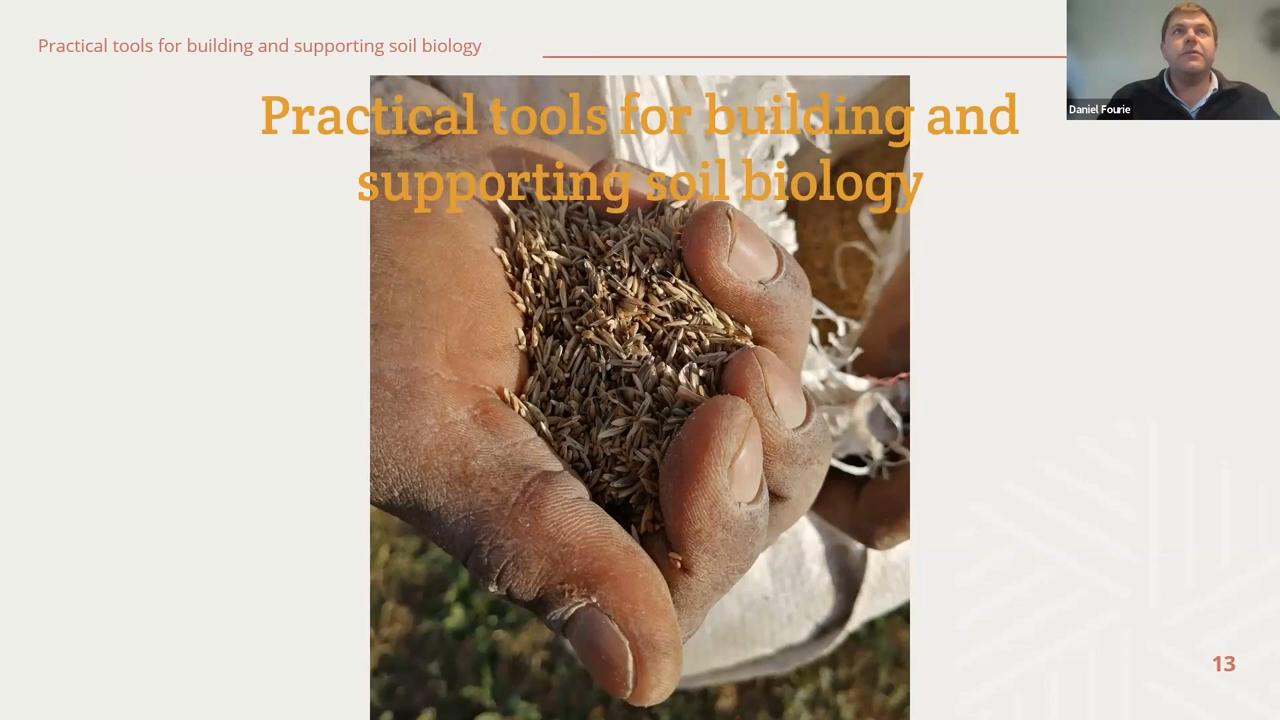 Practical tools for building and supporting soil biology
Daniel Fourie
Practical tools for building and
supporting soil biology
13